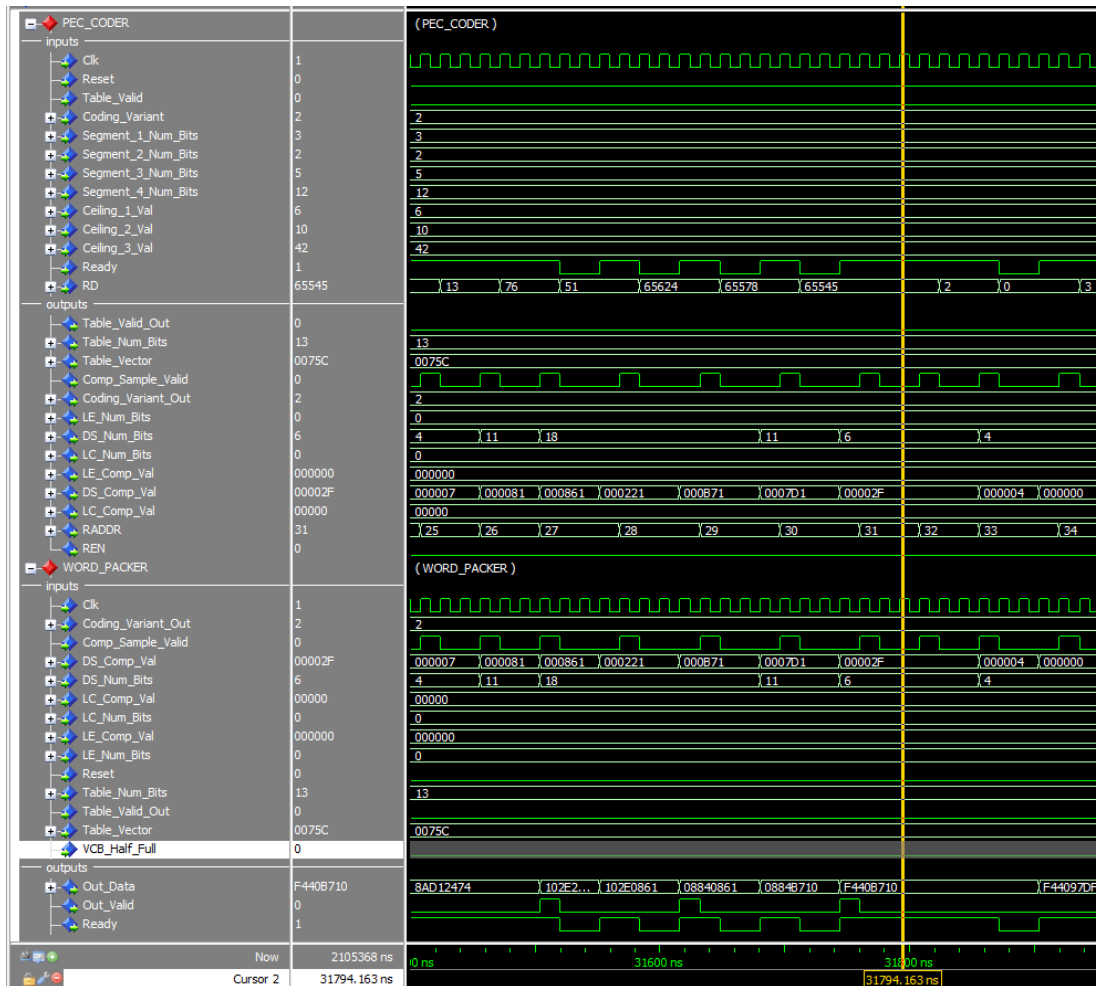 PEC_CODER ( PEC_CODER )
inputs
Clk 1
Reset 0
Table_Valid 0
Coding_Variant 2 2
Segment_1_Num_Bits 3 3
Segment_2_Num_Bits 2 2
Segment_3_Num_Bits 5 5
Segment_4_Num_Bits 12 12
Ceiling_1_Val 6 6
Ceiling_2_Val 10 10
Ceiling_3_Val 42 42
Ready 1
RD 65545 13 76 51 65624 65578 65545 2 0 3
outputs
Table_Valid_Out 0
Table_Num_Bits 13 13
Table_Vector 0075C 0075C
Comp_Sample_Valid 0
Coding_Variant_Out 2 2
LE_Num_Bits 0 0
DS_Num_Bits 6 4 11 18 11 6 4
LC_Num_Bits 0 0
LE_Comp_Val 000000 000000
DS_Comp_Val 00002F 000007 000081 000861 000221 000B71 0007D1 00002F 000004 000000
LC_Comp_Val 00000 00000
RADDR 31 25 26 27 28 29 30 31 32 33 34
REN 0
WORD_PACKER ( WORD_PACKER )
inputs
Clk 1
Coding_Variant_Out 2 2
Comp_Sample_Valid 0
DS_Comp_Val 00002F 000007 000081 000861 000221 000B71 0007D1 00002F 000004 000000
DS_Num_Bits 6 4 11 18 11 6 4
LC_Comp_Val 00000 00000
LC_Num_Bits 0 0
LE_Comp_Val 000000 000000
LE_Num_Bits 0 0
Reset 0
Table_Num_Bits 13 13
Table_Valid_Out 0
Table_Vector 0075C 0075C
VCB_Half_Full 0
outputs
Out_Data F440B710 8AD12474 102E2... 102E0861 08840861 0884B710 F440B710 F44097DF
Out_Valid 0
Ready 1
Now 2105368 ns 00 ns 31600 ns 31800 ns
Cursor 2 31794.163 ns 31794.163 ns